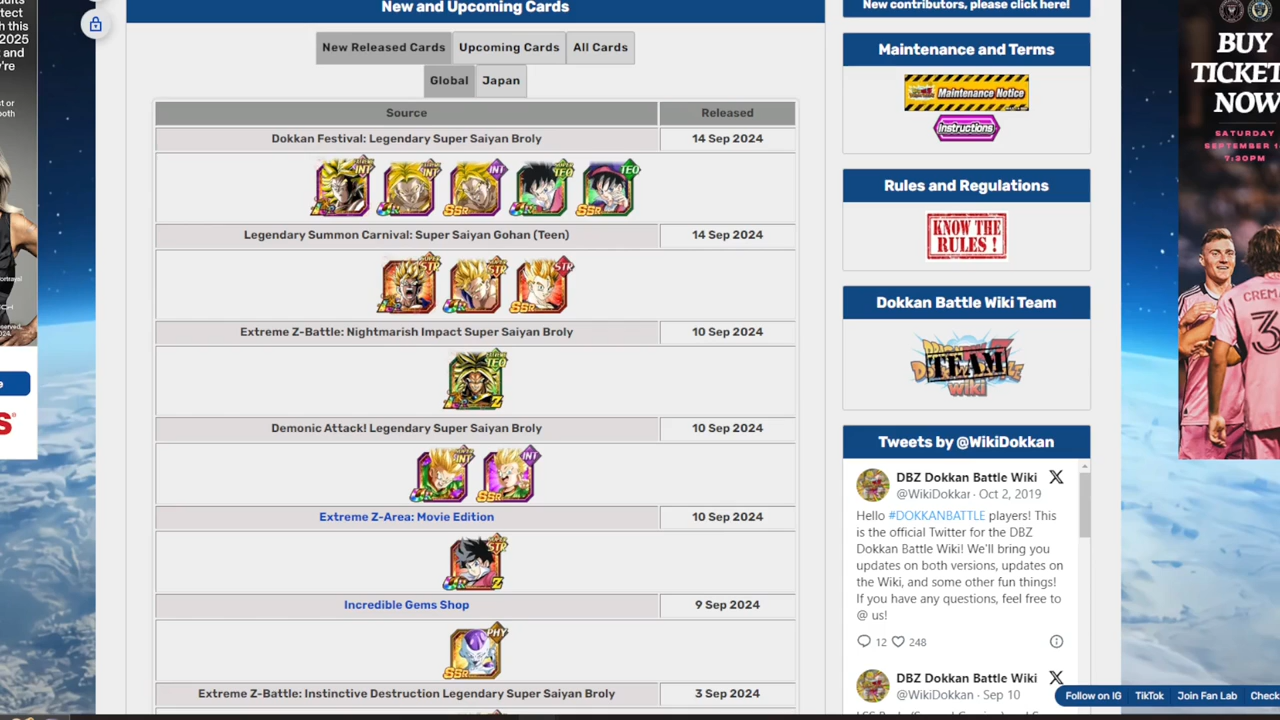 New and Upcoming Cards
New Released Cards
Upcoming Cards
All Cards
Global
Japan
Source
Released
Dokkan Festival: Legendary Super Saiyan Broly
14 Sep 2024
Legendary Summon Carnival: Super Saiyan Gohan (Teen)
14 Sep 2024
Extreme Z-Battle: Nightmarish Impact Super Saiyan Broly
10 Sep 2024
Demonic Attack! Legendary Super Saiyan Broly
10 Sep 2024
Extreme Z-Area: Movie Edition
10 Sep 2024
Incredible Gems Shop
9 Sep 2024
Extreme Z-Battle: Instinctive Destruction Legendary Super Saiyan Broly
3 Sep 2024
New contributors, please click here!
Maintenance and Terms
Maintenance Notice
Instructions
Rules and Regulations
KNOW THE
RULES !
Dokkan Battle Wiki Team
TEAM
Wiki
Tweets by @WikiDokkan
DBZ Dokkan Battle Wiki
@WikiDokkar · Oct 2, 2019
Hello #DOKKANBATTLE players! This
is the official Twitter for the DBZ
Dokkan Battle Wiki! We'll bring you
updates on both versions, updates on
the Wiki, and some other fun things!
If you have any questions, feel free to
@ us!
12
248
DBZ Dokkan Battle Wiki
@WikiDokkan · Sep 10
BUY
TICKET
NOW
SATURDAY
SEPTEMBER 1
7:30PM
CREMA
3
Follow on IG
TikTok
Join Fan Lab
Check